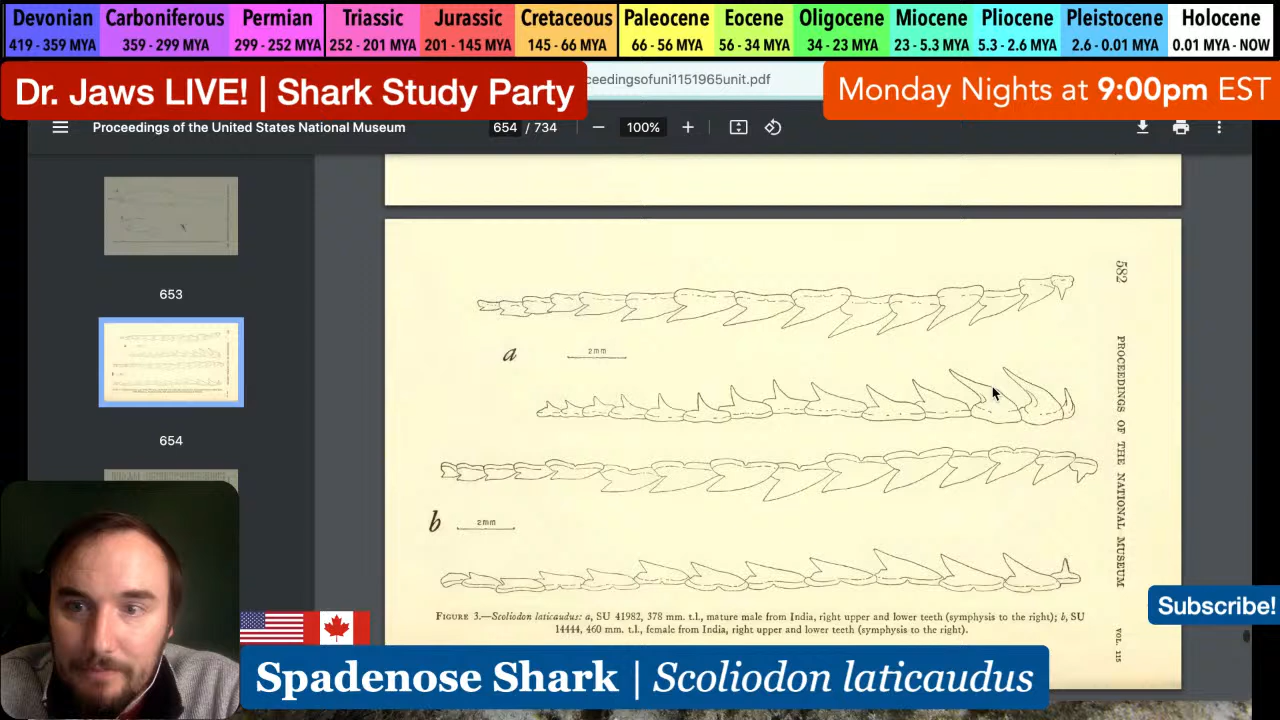 Devonian Carboniferous Permian Triassic Jurassic Cretaceous Paleocene Eocene Oligocene Miocene Pliocene Pleistocene Holocene
419 - 359 MYA 359 - 299 MYA 299 - 252 MYA 252 - 201 MYA 201 - 145 MYA 145 - 66 MYA 66 - 56 MYA 56 - 34 MYA 34 - 23 MYA 23 - 5.3 MYA 5.3 - 2.6 MYA 2.6 - 0.01 MYA 0.01 MYA - NOW
Dr. Jaws LIVE! | Shark Study Party
ceedingsofuni1151965unit.pdf
Monday Nights at 9:00pm EST
Proceedings of the United States National Museum
654 / 734
100%
653
654
582
PROCEEDINGS OF THE NATIONAL MUSEUM
VOL. 115
a
2mm
b
2mm
FIGURE 3.—Scoliodon laticaudus: a, SU 41982, 378 mm. t.l., mature male from India, right upper and lower teeth (symphysis to the right); b, SU
14444, 460 mm. t.l., female from India, right upper and lower teeth (symphysis to the right).
Subscribe!
Spadenose Shark | Scoliodon laticaudus